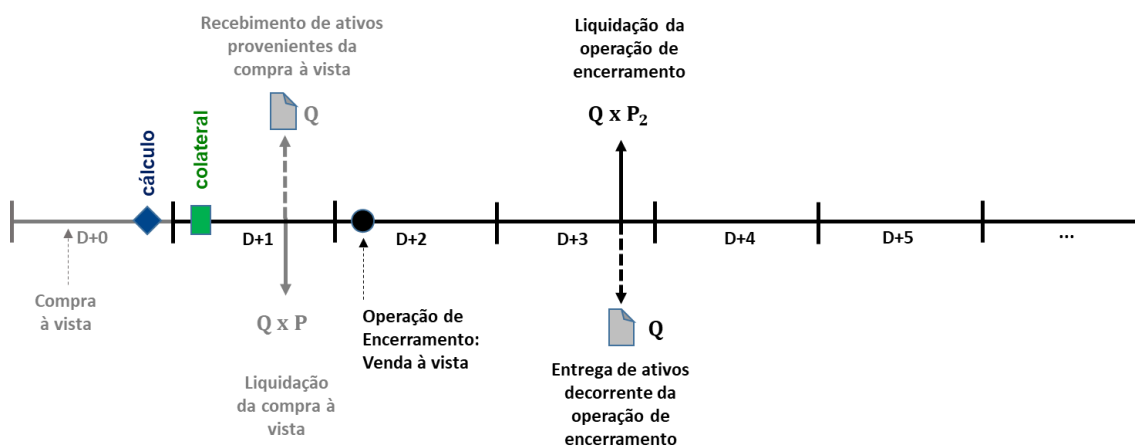 Recebimento de ativos
provenientes da
compra à vista
Liquidação da
operação de
encerramento
cálculo
colateral
Q
Q x P₂
D+0
D+1
D+2
D+3
D+4
D+5
...
Compra
à vista
Q x P
Operação de
Encerramento:
Venda à vista
Q
Liquidação
da compra à
vista
Entrega de ativos
decorrente da
operação de
encerramento